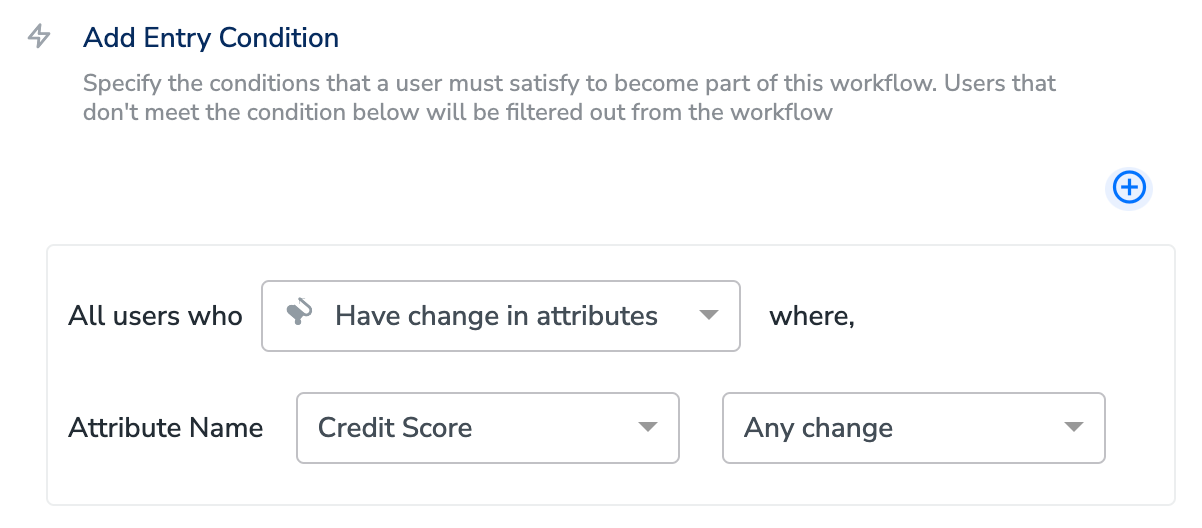 Add Entry Condition
Specify the conditions that a user must satisfy to become part of this workflow. Users that
don't meet the condition below will be filtered out from the workflow
All users who Have change in attributes where,
Attribute Name Credit Score Any change